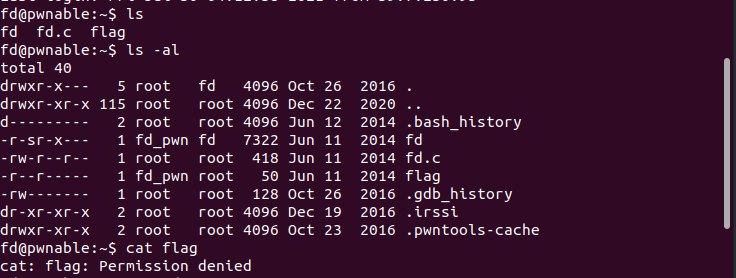 fd@pwnable:~$ ls
fd  fd.c  flag
fd@pwnable:~$ ls -al
total 40
drwxr-x---   5 root   fd   4096 Oct 26  2016 .
drwxr-xr-x 115 root   root 4096 Dec 22  2020 ..
d---------   2 root   root 4096 Jun 12  2014 .bash_history
-r-sr-x---   1 fd_pwn fd   7322 Jun 11  2014 fd
-rw-r--r--   1 root   root  418 Jun 11  2014 fd.c
-r--r-----   1 fd_pwn root   50 Jun 11  2014 flag
-rw-------   1 root   root  128 Oct 26  2016 .gdb_history
dr-xr-xr-x   2 root   root 4096 Dec 19  2016 .irssi
drwxr-xr-x   2 root   root 4096 Oct 23  2016 .pwntools-cache
fd@pwnable:~$ cat flag
cat: flag: Permission denied